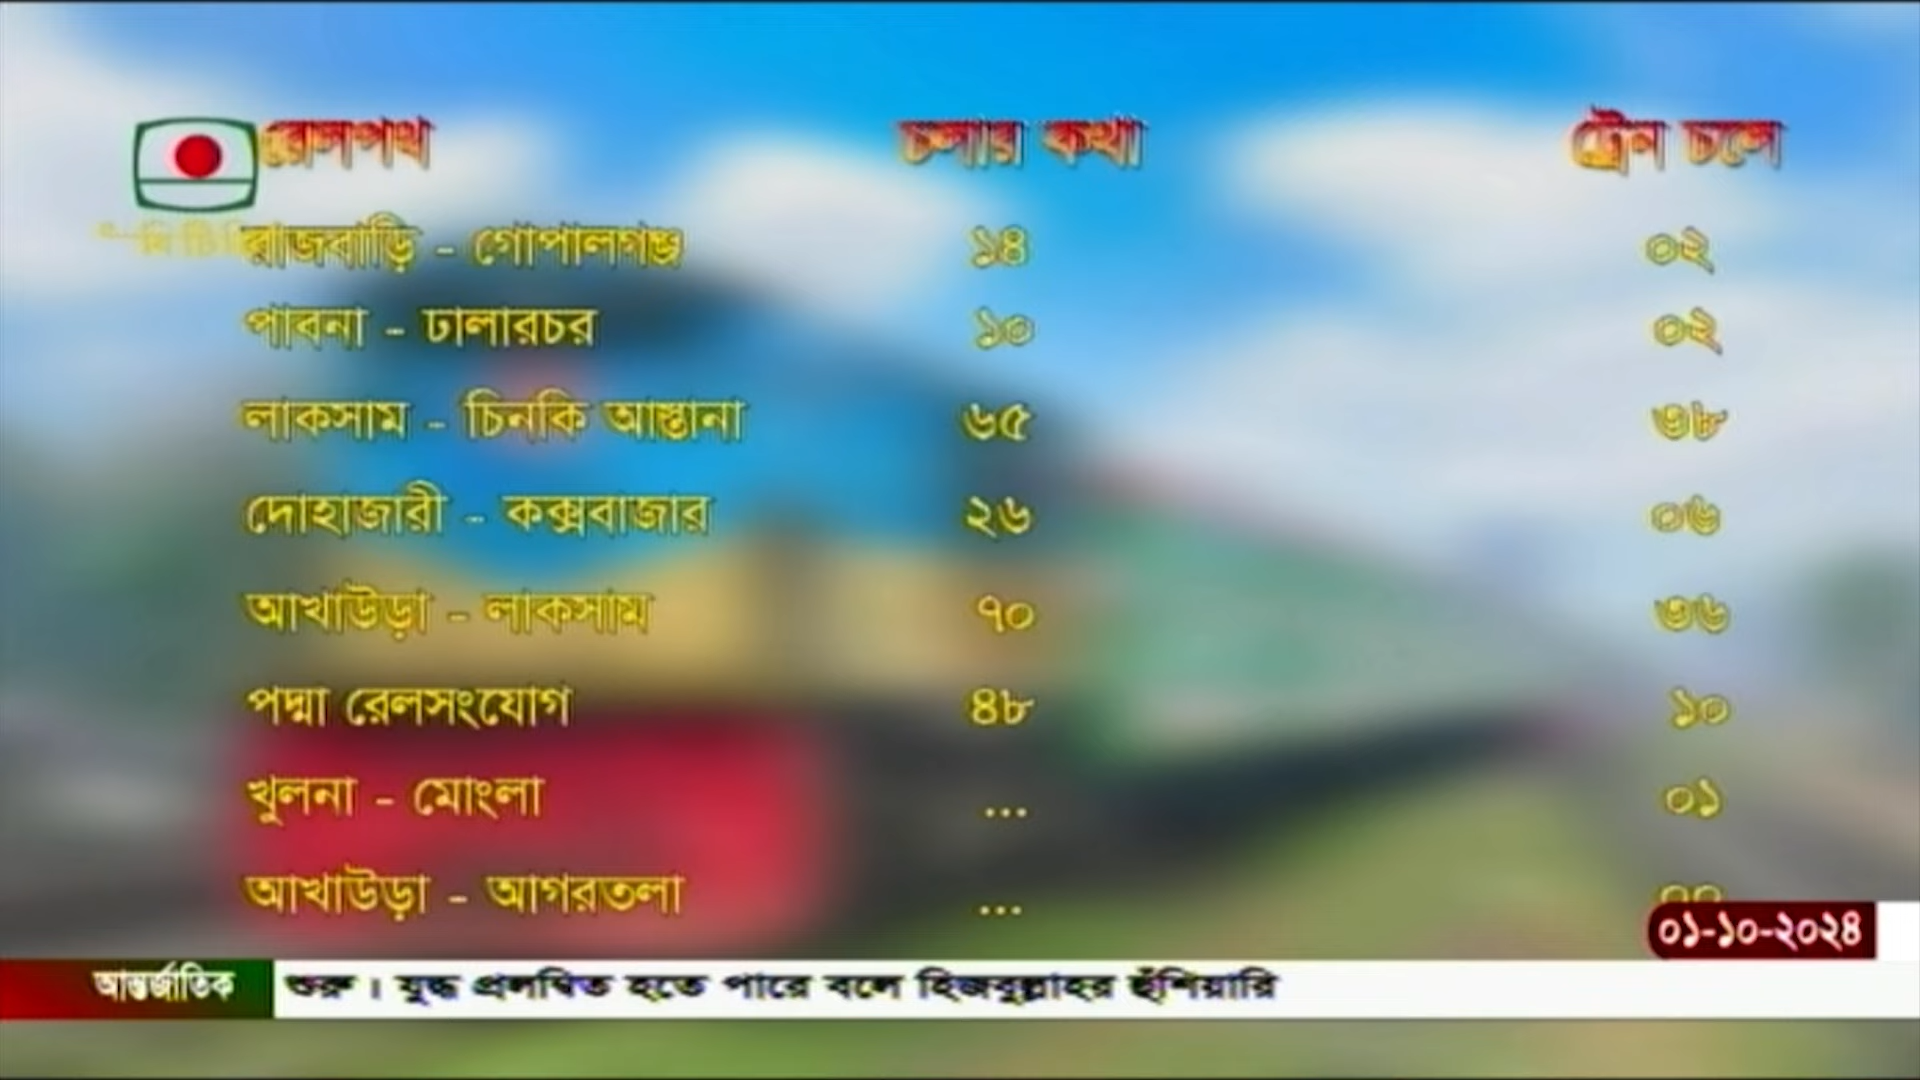 রেলপথ চলার কথা ট্রেন চলে
রাজবাড়ি - গোপালগঞ্জ ১৪ ০২
পাবনা - ঢালারচর ১০ ০২
লাকসাম - চিনকি আস্তানা ৬৫ ৩৮
দোহাজারী - কক্সবাজার ২৬ ০৬
আখাউড়া - লাকসাম ৭০ ৩৬
পদ্মা রেলসংযোগ ৪৮ ১০
খুলনা - মোংলা ... ০১
আখাউড়া - আগরতলা ...
০১-১০-২০২৪
আন্তর্জাতিক শুরু। যুদ্ধ প্রলম্বিত হতে পারে বলে হিজবুল্লাহর হুঁশিয়ারি